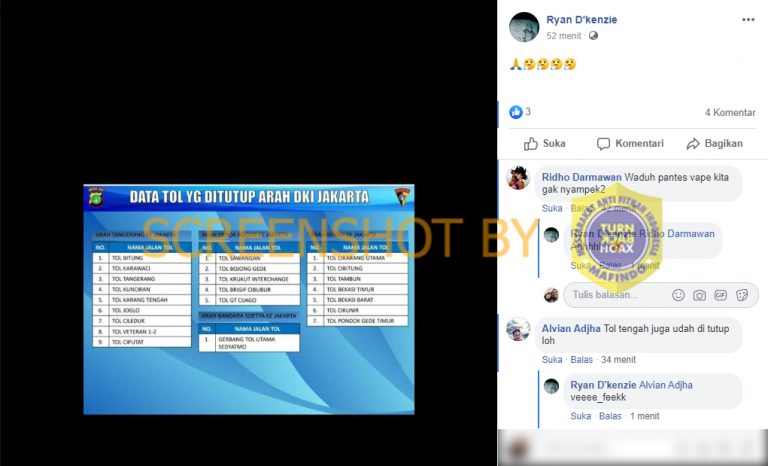 DATA TOL YG DITUTUP ARAH DKI JAKARTA
ARAH TANGERANG KE JAKARTA
NO. NAMA JALAN TOL
1. TOL BITUNG
2. TOL KARAWACI
3. TOL TANGERANG
4. TOL KUNCIRAN
5. TOL KARANG TENGAH
6. TOL JOGLO
7. TOL CILEDUK
8. TOL VETERAN 1-2
9. TOL CIPUTAT
NO. NAMA JALAN TOL
1. TOL SAWANGAN
2. TOL BOJONG GEDE
3. TOL KRUKUT INTERCHANGE
4. TOL BRIGIF CIBUBUR
5. TOL GT CIJAGO
ARAH BANDARA SOETTA KE JAKARTA
NO. NAMA JALAN TOL
1. GERBANG TOL UTAMA
SEDYATMO
KE JAKARTA
NO. NAMA JALAN TOL
1. TOL CIKARANG UTAMA
2. TOL CIBITUNG
3. TOL TAMBUN
4. TOL BEKASI TIMUR
5. TOL BEKASI BARAT
6. TOL CIKUNIR
7. TOL PONDOK GEDE TIMUR
SCREENSHOT BY
Ryan D'kenzie
52 menit
3
4 Komentar
Suka Komentari Bagikan
Ridho Darmawan Waduh pantes vape kita
gak nyampek2
Suka · Balas · menit
Ryan D'kenzie Ridho Darmawan
Suka · Balas · 1 menit
Tulis balasan...
GIF
MASYARAKAT ANTI FITNAH INDONESIA
TURN
BACK
HOAX
MAFINDO
Alvian Adjha Tol tengah juga udah di tutup
loh
Suka · Balas · 34 menit
Ryan D'kenzie Alvian Adjha
veeee_feekk
Suka · Balas · 1 menit